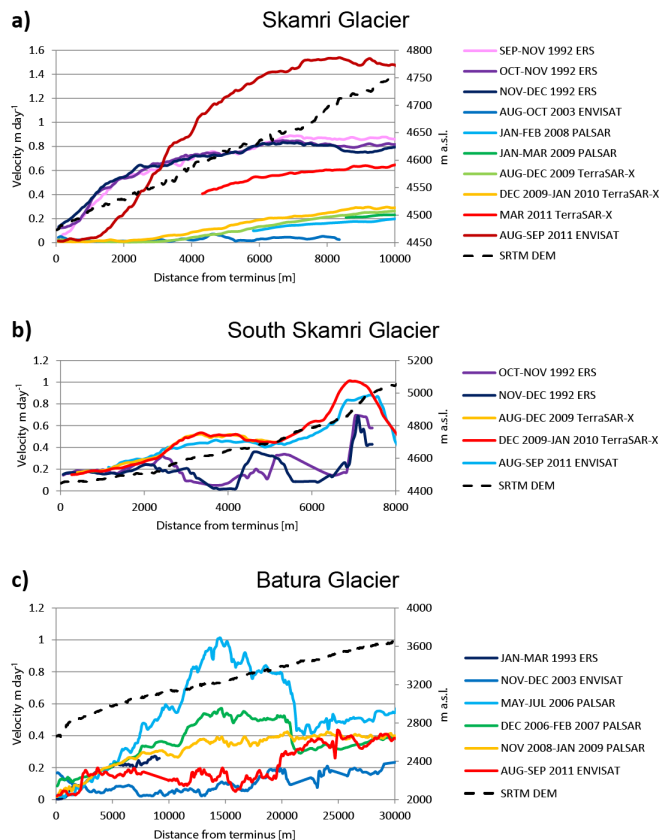 a)
Skamri Glacier
1.6
1.4
1.2
1
0.8
0.6
0.4
0.2
0
Velocity m day-1
4800
4750
4700
4650
4600
4550
4500
4450
m a.s.l.
0 2000 4000 6000 8000 10000
Distance from terminus [m]
SEP-NOV 1992 ERS
OCT-NOV 1992 ERS
NOV-DEC 1992 ERS
AUG-OCT 2003 ENVISAT
JAN-FEB 2008 PALSAR
JAN-MAR 2009 PALSAR
AUG-DEC 2009 TerraSAR-X
DEC 2009-JAN 2010 TerraSAR-X
MAR 2011 TerraSAR-X
AUG-SEP 2011 ENVISAT
SRTM DEM
b)
South Skamri Glacier
1.2
1
0.8
0.6
0.4
0.2
0
Velocity m day-1
5200
5000
4800
4600
4400
m a.s.l.
0 2000 4000 6000 8000
Distance from terminus [m]
OCT-NOV 1992 ERS
NOV-DEC 1992 ERS
AUG-DEC 2009 TerraSAR-X
DEC 2009-JAN 2010 TerraSAR-X
AUG-SEP 2011 ENVISAT
SRTM DEM
c)
Batura Glacier
1.2
1
0.8
0.6
0.4
0.2
0
Velocity m day-1
4000
3600
3200
2800
2400
2000
m a.s.l.
0 5000 10000 15000 20000 25000 30000
Distance from terminus [m]
JAN-MAR 1993 ERS
NOV-DEC 2003 ENVISAT
MAY-JUL 2006 PALSAR
DEC 2006-FEB 2007 PALSAR
NOV 2008-JAN 2009 PALSAR
AUG-SEP 2011 ENVISAT
SRTM DEM